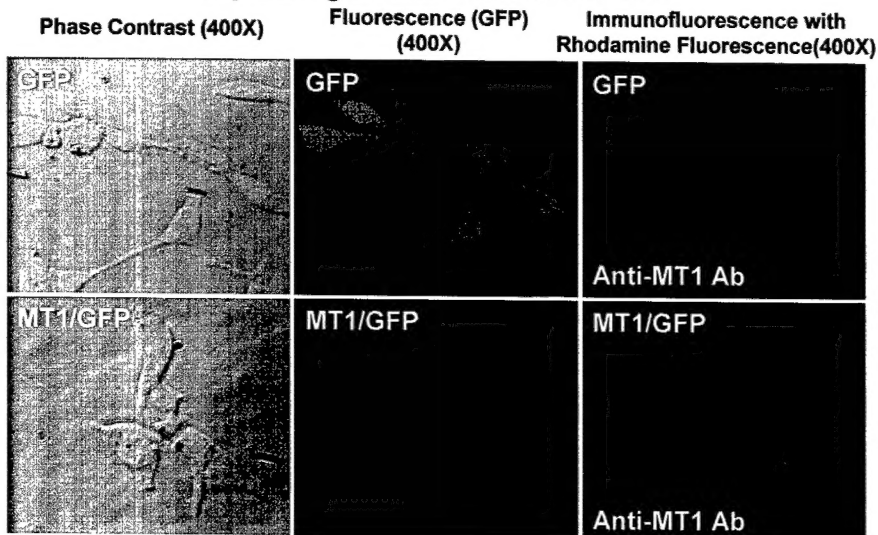 Phase Contrast (400X)
Fluorescence (GFP)
(400X)
Immunofluorescence with
Rhodamine Fluorescence(400X)
GFP
GFP
GFP
Anti-MT1 Ab
MT1/GFP
MT1/GFP
MT1/GFP
Anti-MT1 Ab